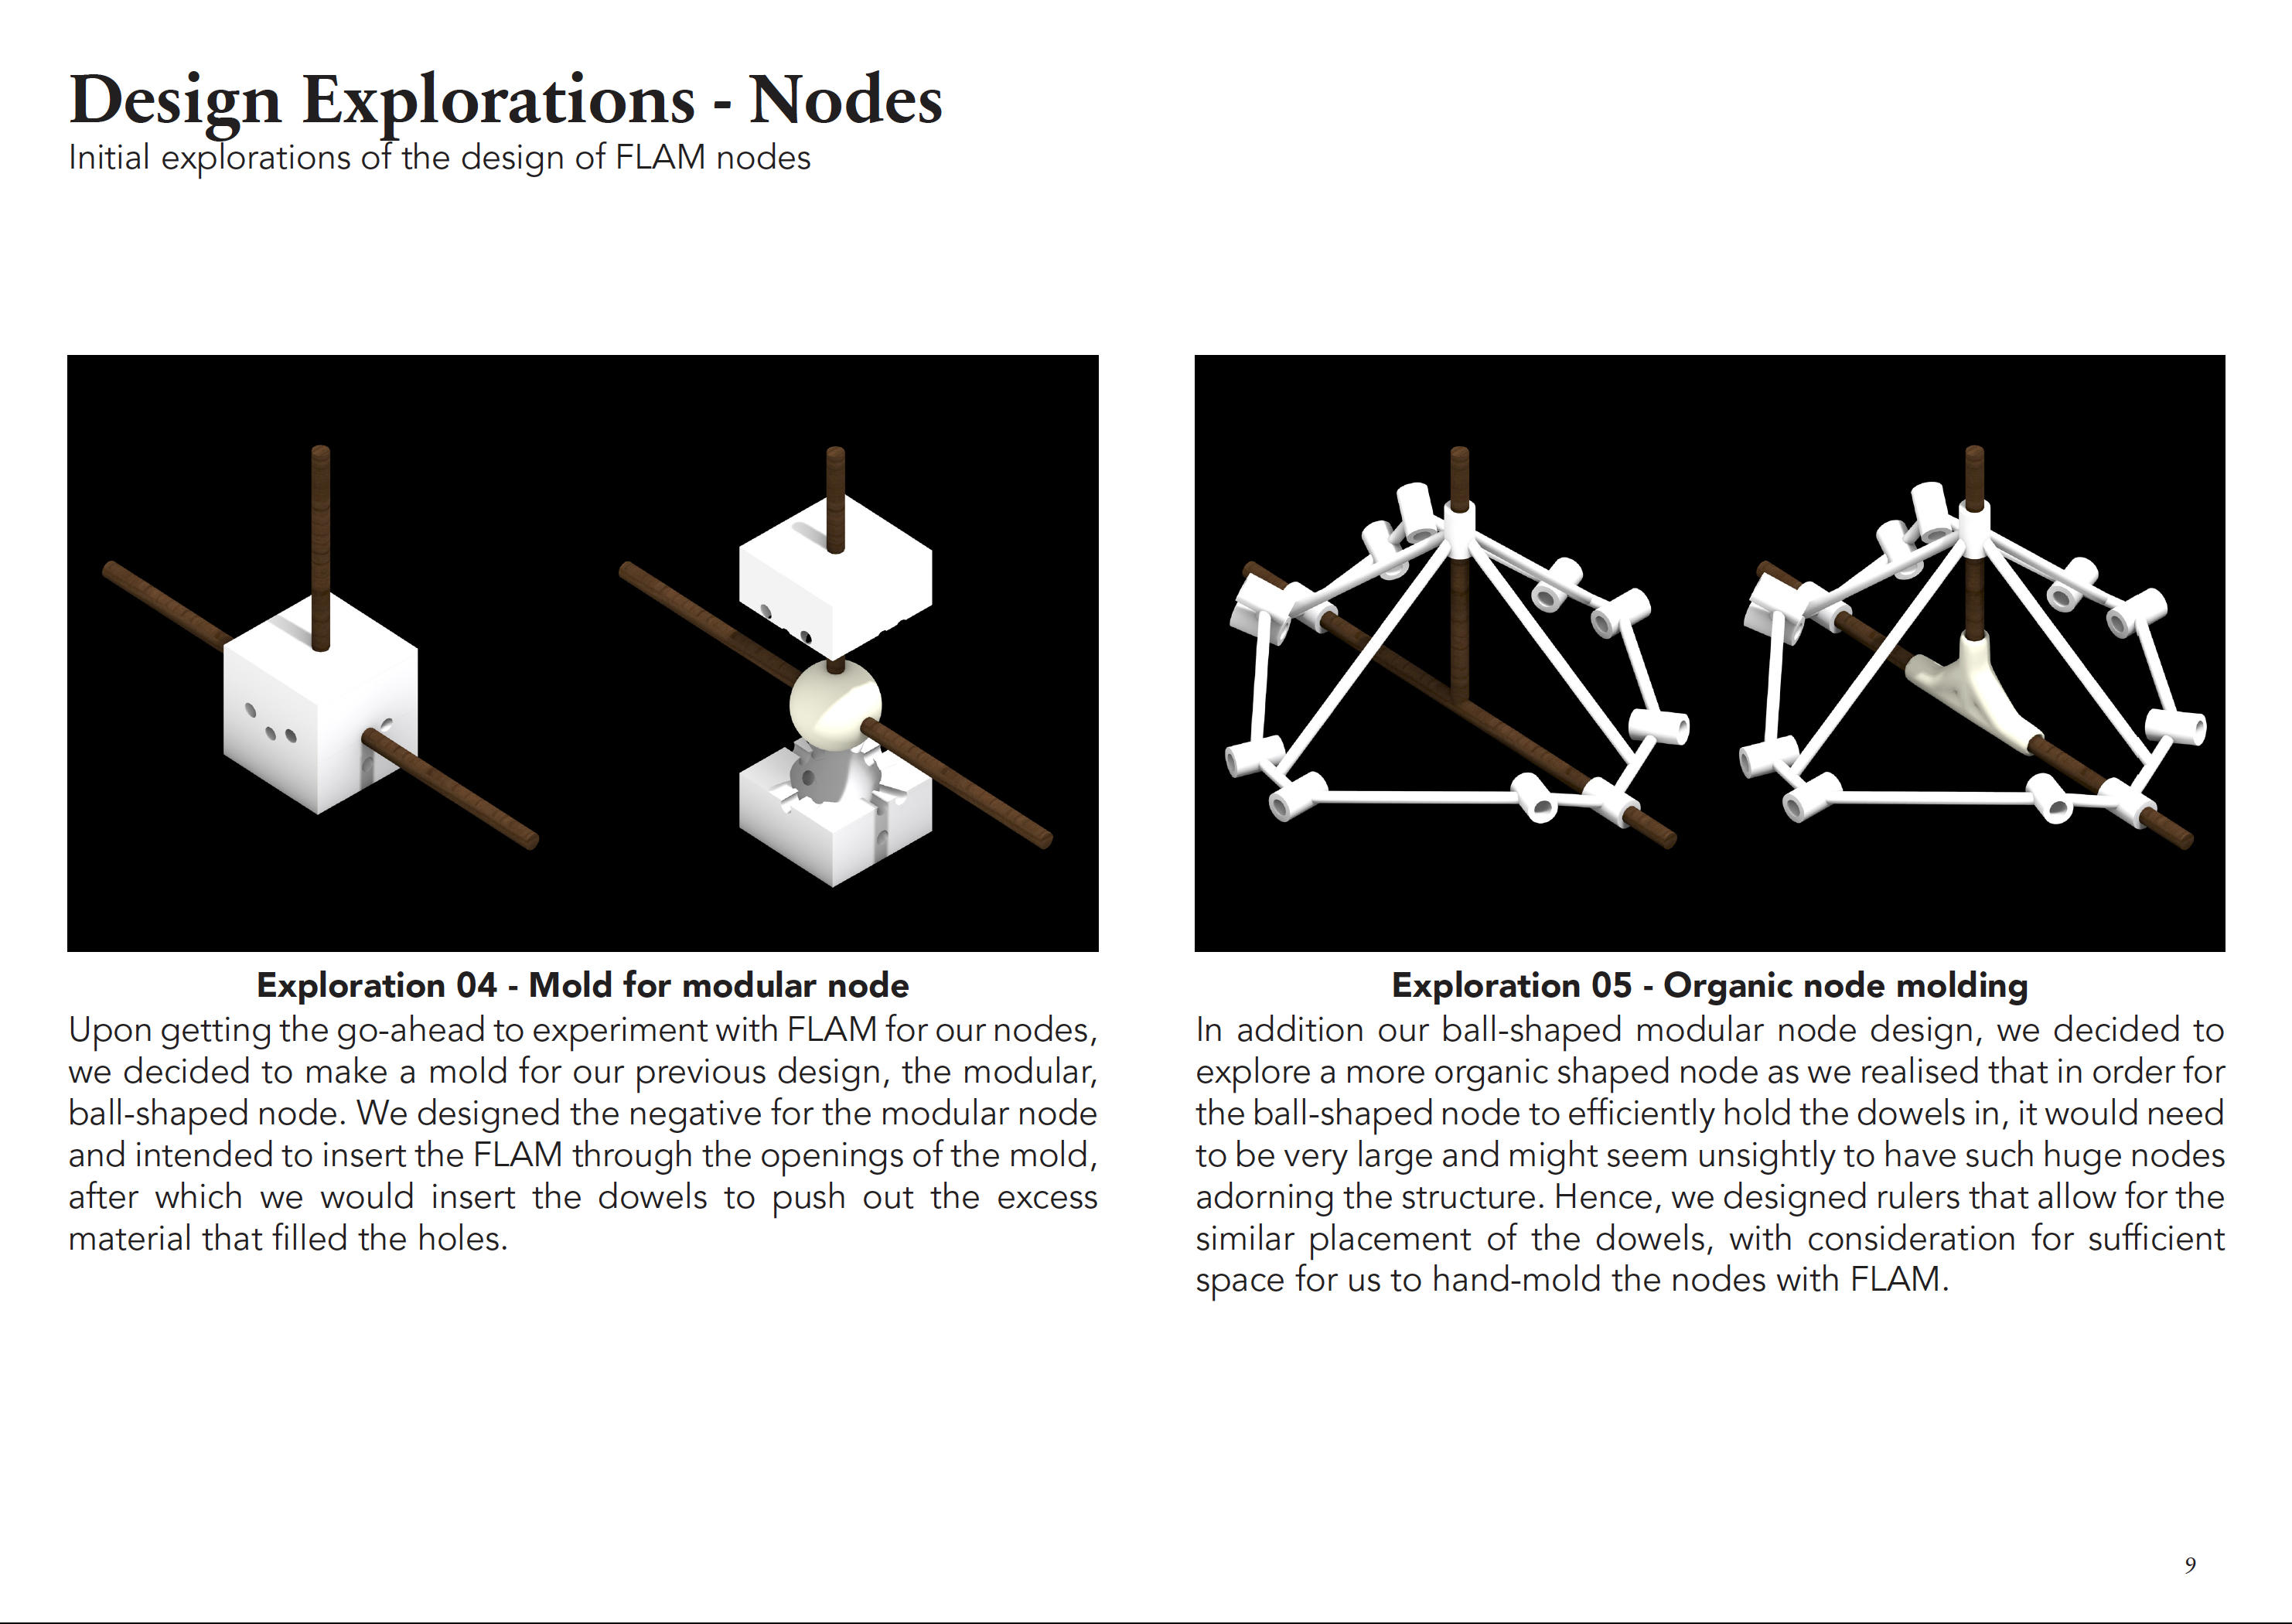 Design Explorations - Nodes
Initial explorations of the design of FLAM nodes
Exploration 04 - Mold for modular node
Upon getting the go-ahead to experiment with FLAM for our nodes,
we decided to make a mold for our previous design, the modular,
ball-shaped node. We designed the negative for the modular node
and intended to insert the FLAM through the openings of the mold,
after which we would insert the dowels to push out the excess
material that filled the holes.
Exploration 05 - Organic node molding
In addition our ball-shaped modular node design, we decided to
explore a more organic shaped node as we realised that in order for
the ball-shaped node to efficiently hold the dowels in, it would need
to be very large and might seem unsightly to have such huge nodes
adorning the structure. Hence, we designed rulers that allow for the
similar placement of the dowels, with consideration for sufficient
space for us to hand-mold the nodes with FLAM.
9